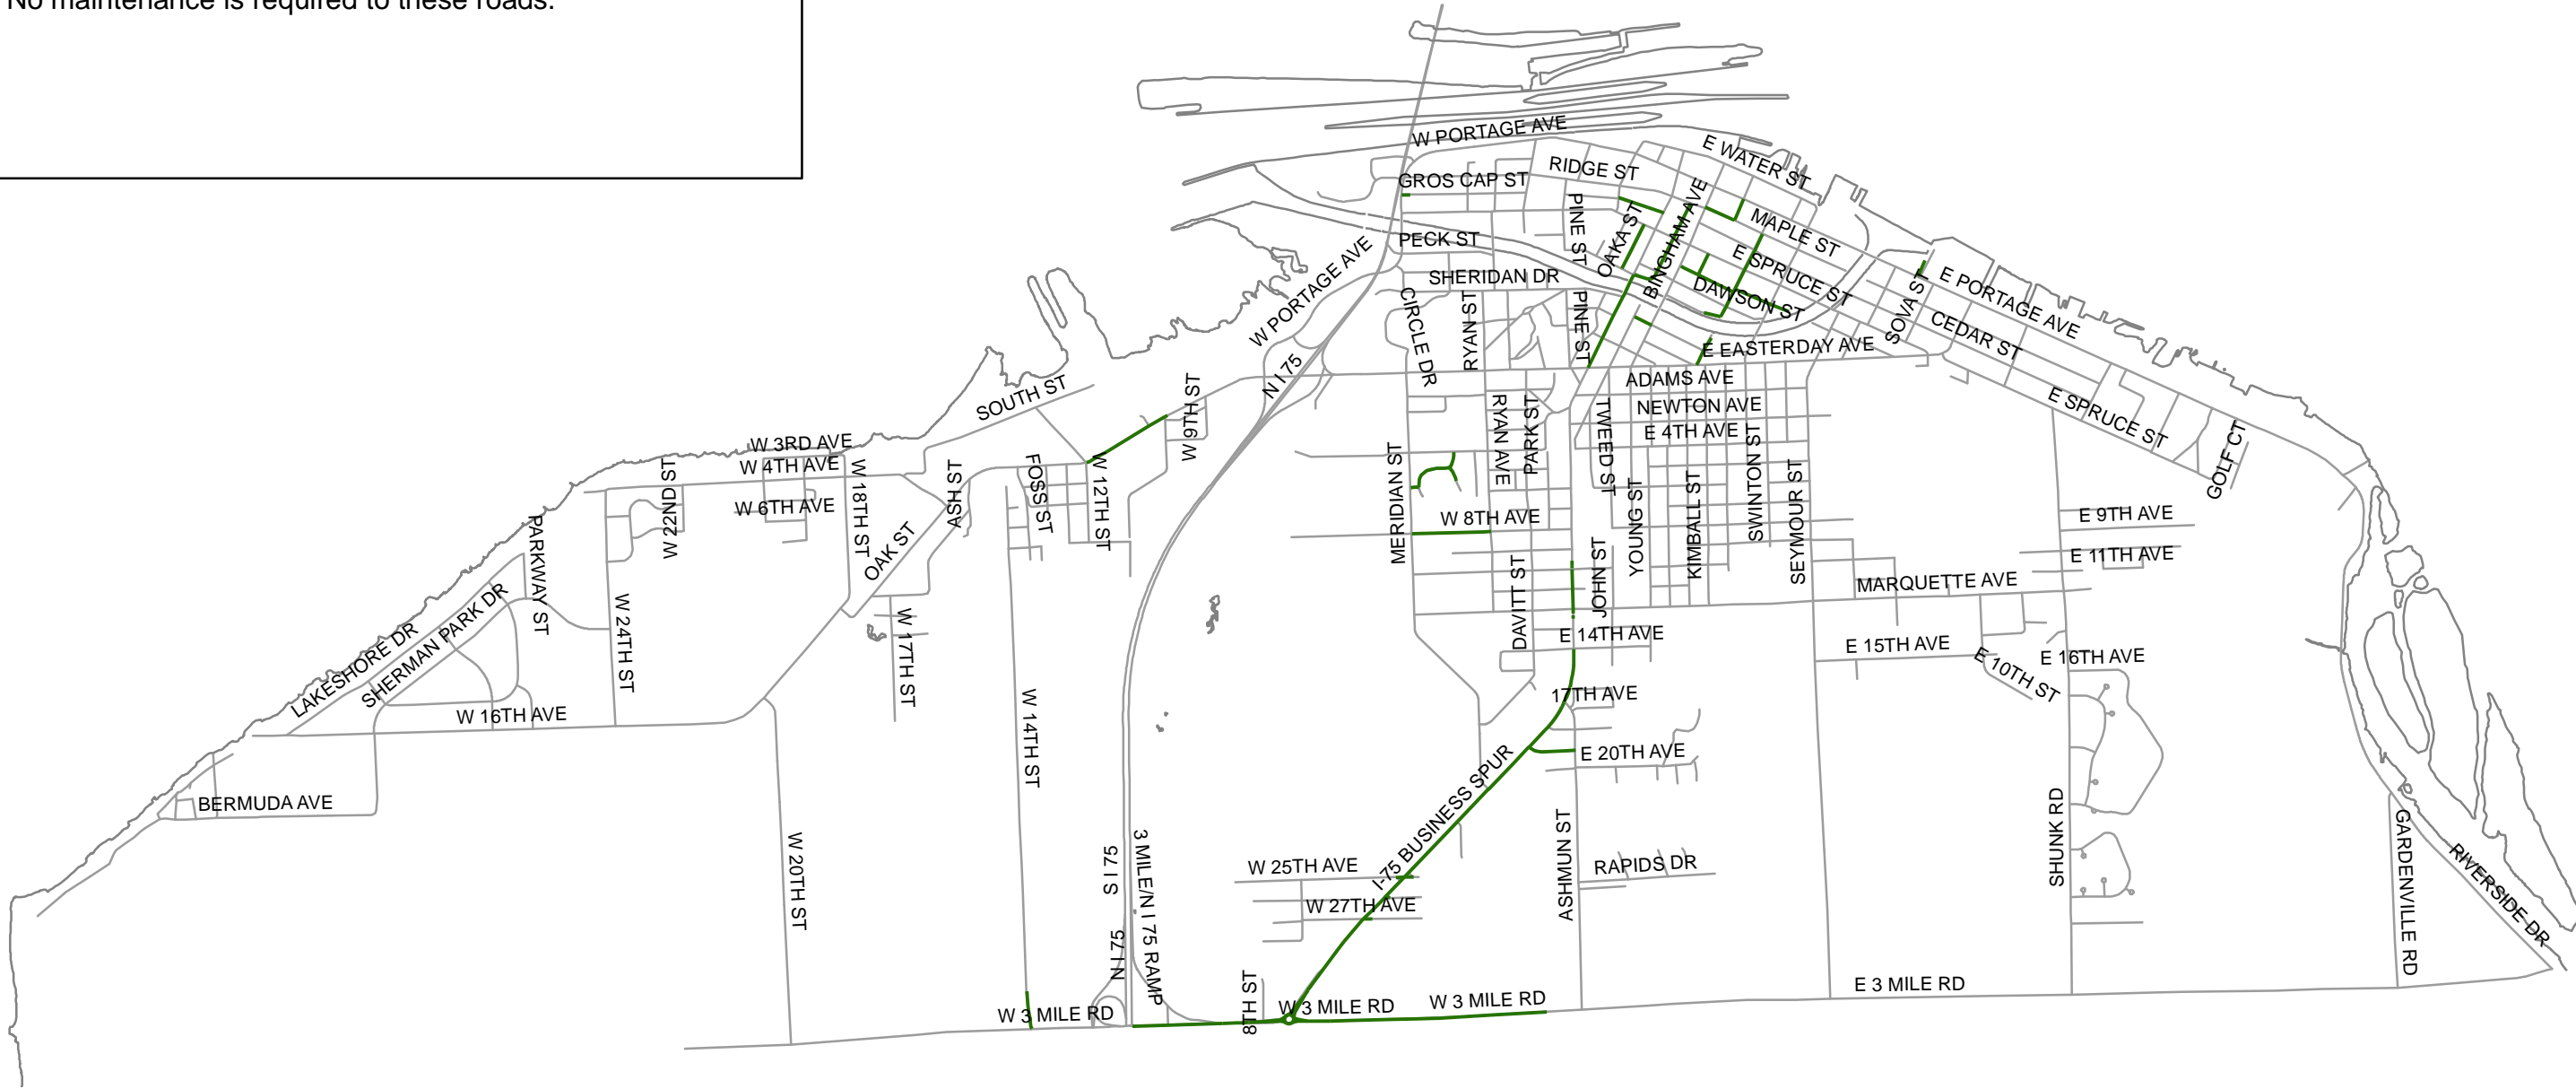 No maintenance is required to these roads.
W PORTAGE AVE
E WATER ST
RIDGE ST
GROS CAP ST
PINE ST
OAKA ST
BINGHAM AVE
MAPLE ST
PECK ST
E SPRUCE ST
SHERIDAN DR
DAWSON ST
W PORTAGE AVE
CIRCLE DR
RYAN ST
PINE ST
SOVA ST
E PORTAGE AVE
CEDAR ST
E EASTERDAY AVE
N I 75
ADAMS AVE
SOUTH ST
W 9TH ST
RYAN AVE
PARK ST
TWEED ST
NEWTON AVE
E 4TH AVE
E SPRUCE ST
GOLF CT
W 3RD AVE
W 4TH AVE
W 22ND ST
W 6TH AVE
W 18TH ST
ASH ST
FOSS ST
W 12TH ST
MERIDIAN ST
W 8TH AVE
YOUNG ST
KIMBALL ST
SWINTON ST
SEYMOUR ST
E 9TH AVE
E 11TH AVE
PARKWAY ST
OAK ST
DAVITT ST
JOHN ST
MARQUETTE AVE
LAKESHORE DR
SHERMAN PARK DR
W 24TH ST
W 17TH ST
E 14TH AVE
E 15TH AVE
E 10TH ST
E 16TH AVE
W 16TH AVE
W 14TH ST
17TH AVE
E 20TH AVE
I-75 BUSINESS SPUR
BERMUDA AVE
W 20TH ST
S I 75
3 MILE/N I 75 RAMP
W 25TH AVE
W 27TH AVE
ASHMUN ST
RAPIDS DR
SHUNK RD
GARDENVILLE RD
RIVERSIDE DR
N I 75
8TH ST
W 3 MILE RD
W 3 MILE RD
W 3 MILE RD
E 3 MILE RD